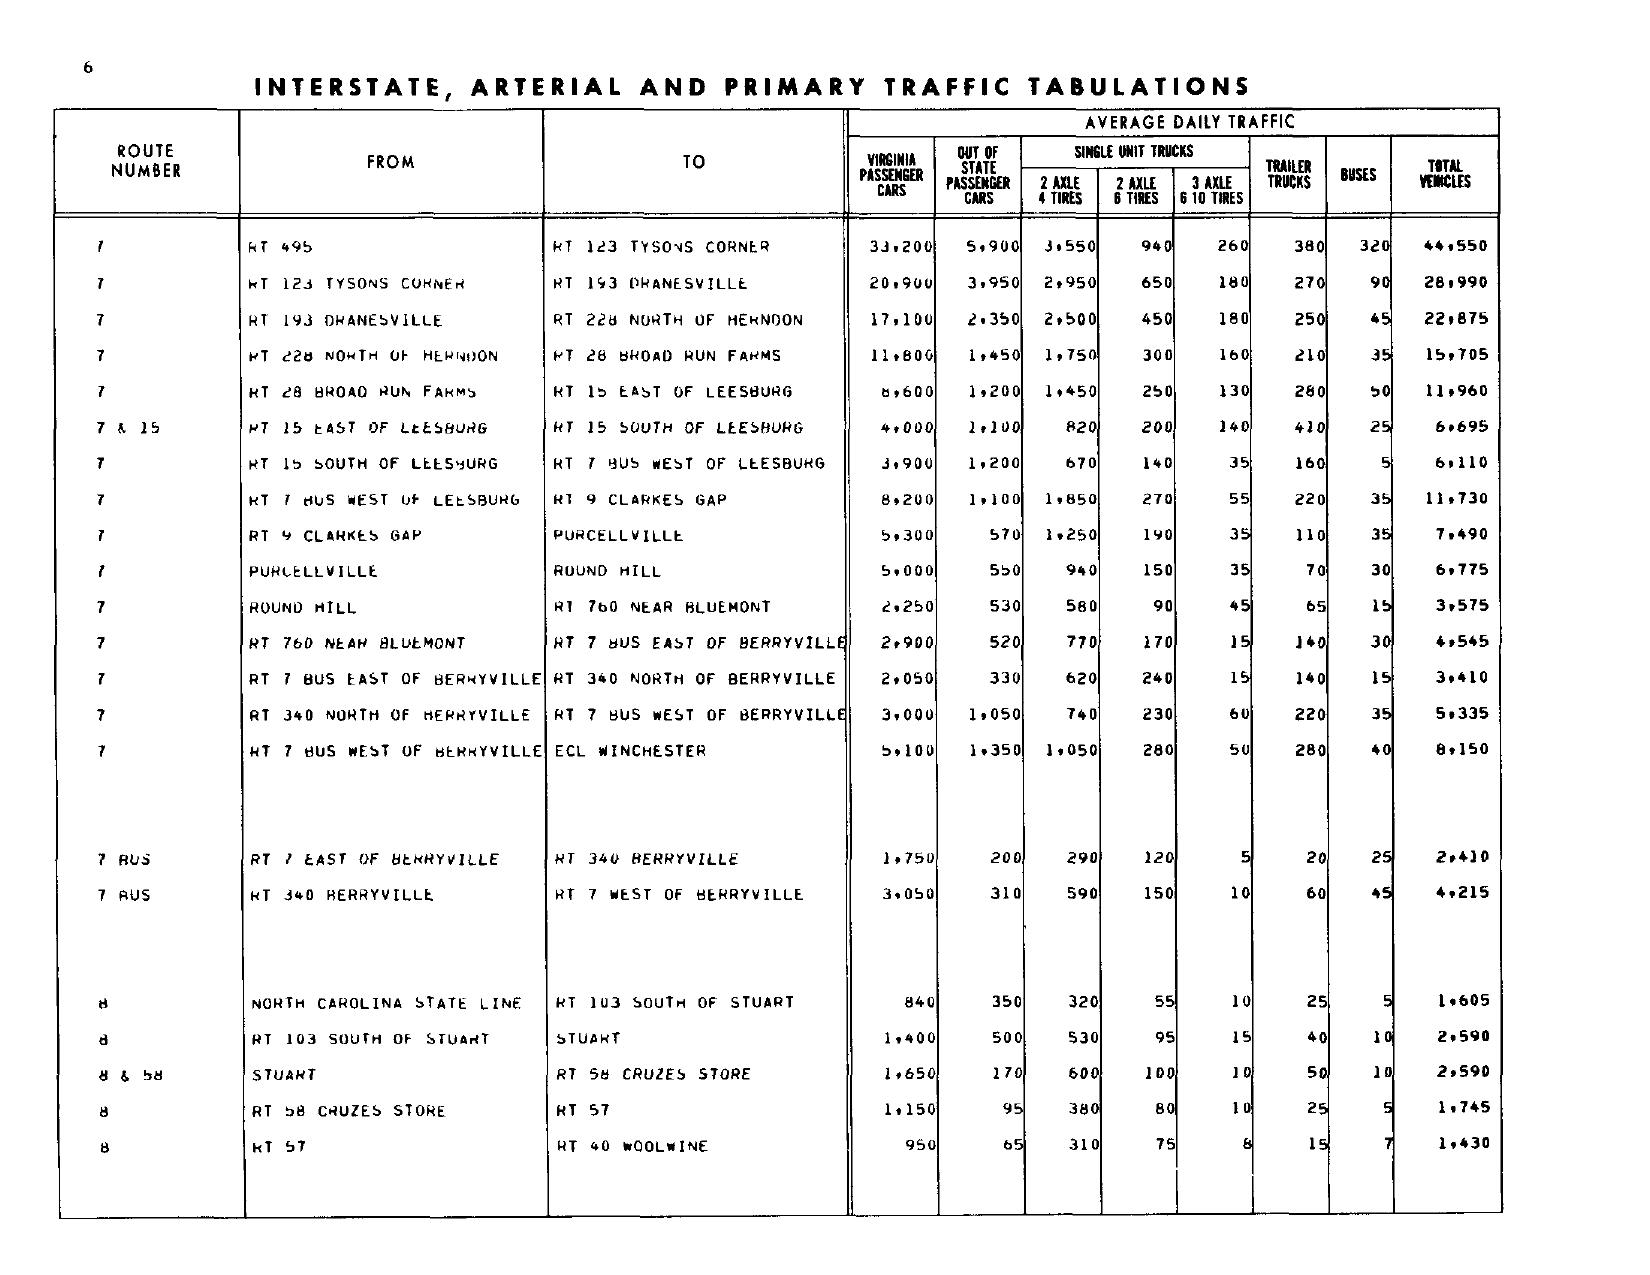 6
INTERSTATE, ARTERIAL AND PRIMARY TRAFFIC TABULATIONS
AVERAGE DAILY TRAFFIC
ROUTE NUMBER FROM TO VIRGINIA PASSENGER CARS OUT OF STATE PASSENGER CARS SINGLE UNIT TRUCKS 2 AXLE 4 TIRES 2 AXLE 6 TIRES 3 AXLE 6 10 TIRES TRAILER TRUCKS BUSES TOTAL VEHICLES
7 RT 495 RT 123 TYSONS CORNER 33,200 5,900 3,550 940 260 380 320 44,550
7 RT 123 TYSONS CORNER RT 193 DRANESVILLE 20,900 3,950 2,950 650 180 270 90 28,990
7 RT 193 DRANESVILLE RT 228 NORTH OF HERNDON 17,100 2,350 2,500 450 180 250 45 22,875
7 RT 228 NORTH OF HERNDON RT 28 BROAD RUN FARMS 11,800 1,450 1,750 300 160 210 35 15,705
7 RT 28 BROAD RUN FARMS RT 15 EAST OF LEESBURG 8,600 1,200 1,450 250 130 280 50 11,960
7 & 15 RT 15 EAST OF LEESBURG RT 15 SOUTH OF LEESBURG 4,000 1,100 820 200 140 410 25 6,695
7 RT 15 SOUTH OF LEESBURG RT 7 BUS WEST OF LEESBURG 3,900 1,200 670 140 35 160 5 6,110
7 RT 7 BUS WEST OF LEESBURG RT 9 CLARKES GAP 8,200 1,100 1,850 270 55 220 35 11,730
7 RT 9 CLARKES GAP PURCELLVILLE 5,300 570 1,250 190 35 110 35 7,490
7 PURCELLVILLE ROUND HILL 5,000 550 940 150 35 70 30 6,775
7 ROUND HILL RT 760 NEAR BLUEMONT 2,250 530 580 90 45 65 15 3,575
7 RT 760 NEAR BLUEMONT RT 7 BUS EAST OF BERRYVILLE 2,900 520 770 170 15 140 30 4,545
7 RT 7 BUS EAST OF BERRYVILLE RT 340 NORTH OF BERRYVILLE 2,050 330 620 240 15 140 15 3,410
7 RT 340 NORTH OF BERRYVILLE RT 7 BUS WEST OF BERRYVILLE 3,000 1,050 740 230 60 220 35 5,335
7 RT 7 BUS WEST OF BERRYVILLE ECL WINCHESTER 5,100 1,350 1,050 280 50 280 40 8,150
7 BUS RT 7 EAST OF BERRYVILLE RT 340 BERRYVILLE 1,750 200 290 120 5 20 25 2,410
7 BUS RT 340 BERRYVILLE RT 7 WEST OF BERRYVILLE 3,050 310 590 150 10 60 45 4,215
8 NORTH CAROLINA STATE LINE RT 103 SOUTH OF STUART 840 350 320 55 10 25 5 1,605
8 RT 103 SOUTH OF STUART STUART 1,400 500 530 95 15 40 10 2,590
8 & 58 STUART RT 58 CRUZES STORE 1,650 170 600 100 10 50 10 2,590
8 RT 58 CRUZES STORE RT 57 1,150 95 380 80 10 25 5 1,745
8 RT 57 RT 40 WOOLWINE 950 65 310 75 8 15 7 1,430